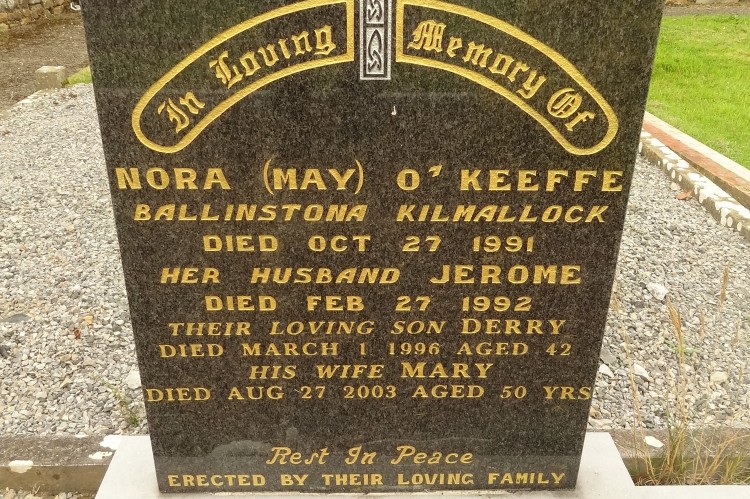 In Loving Memory Of
NORA (MAY) O' KEEFFE
BALLINSTONA KILMALLOCK
DIED OCT 27 1991
HER HUSBAND JEROME
DIED FEB 27 1992
THEIR LOVING SON DERRY
DIED MARCH 1 1996 AGED 42
HIS WIFE MARY
DIED AUG 27 2003 AGED 50 YRS
Rest In Peace
ERECTED BY THEIR LOVING FAMILY